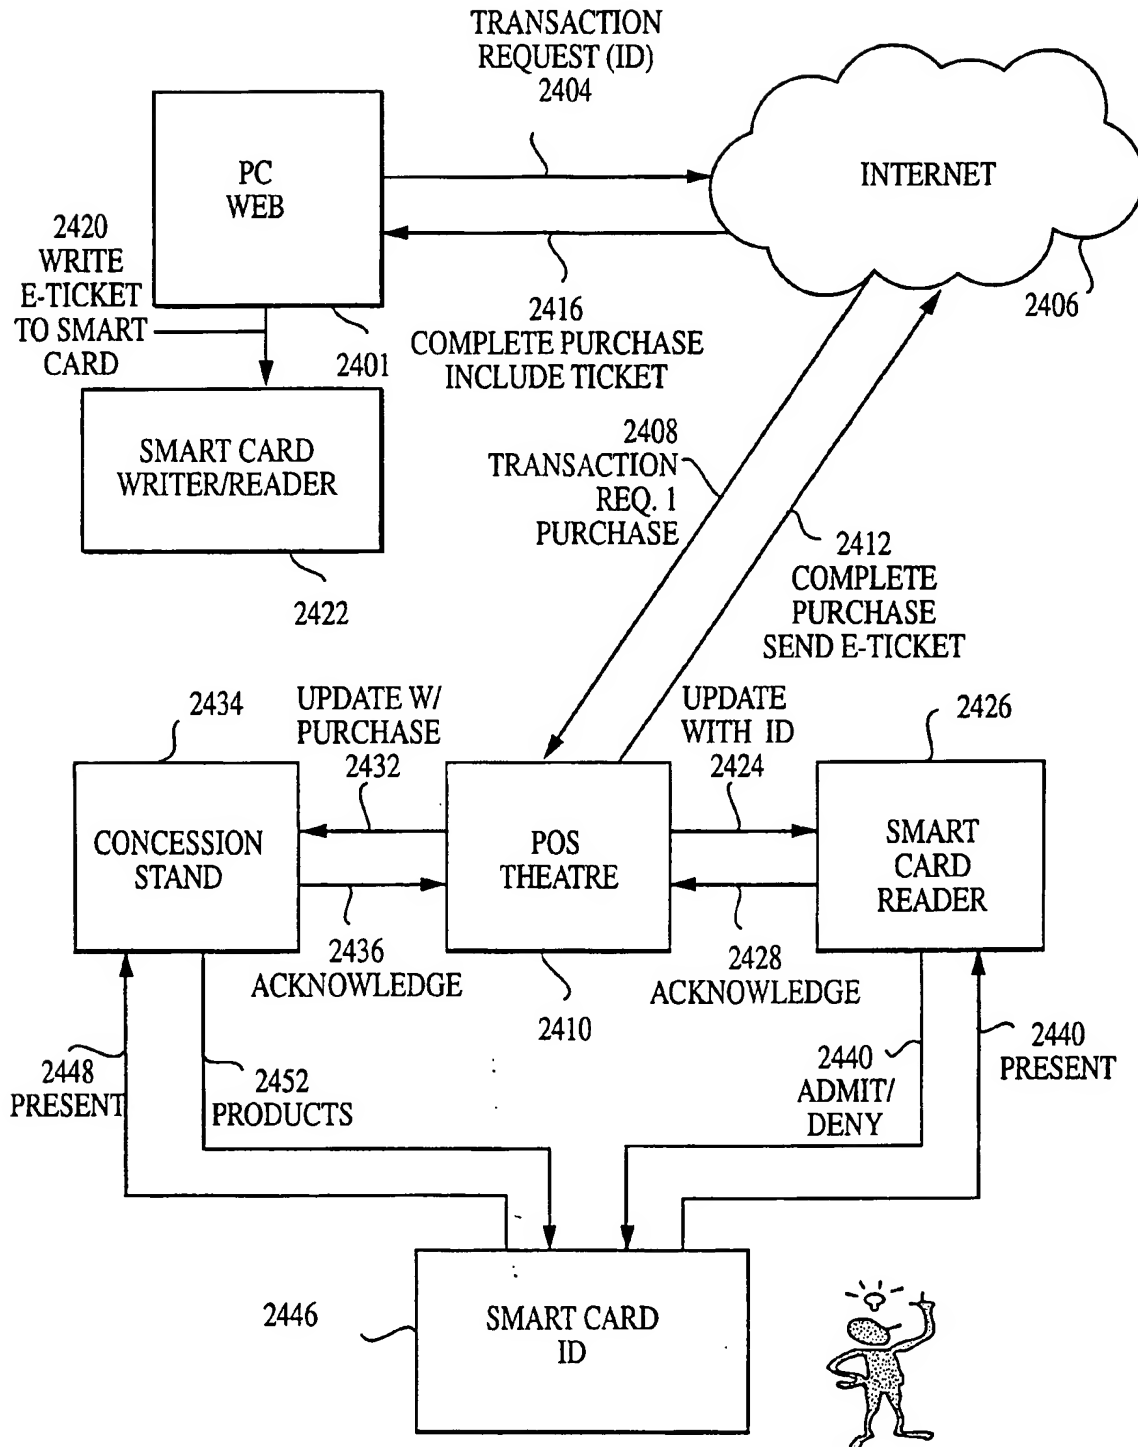 TRANSACTION
REQUEST (ID)
2404
PC
WEB
INTERNET
2420
WRITE
E-TICKET
TO SMART
CARD
2416
COMPLETE PURCHASE
INCLUDE TICKET
2406
2401
SMART CARD
WRITER/READER
2422
2408
TRANSACTION
REQ. 1
PURCHASE
2412
COMPLETE
PURCHASE
SEND E-TICKET
2434
UPDATE W/
PURCHASE
2432
UPDATE
WITH ID
2424
2426
CONCESSION
STAND
POS
THEATRE
SMART
CARD
READER
2436
ACKNOWLEDGE
2410
2428
ACKNOWLEDGE
2448
PRESENT
2452
PRODUCTS
2440
ADMIT/
DENY
2440
PRESENT
2446
SMART CARD
ID